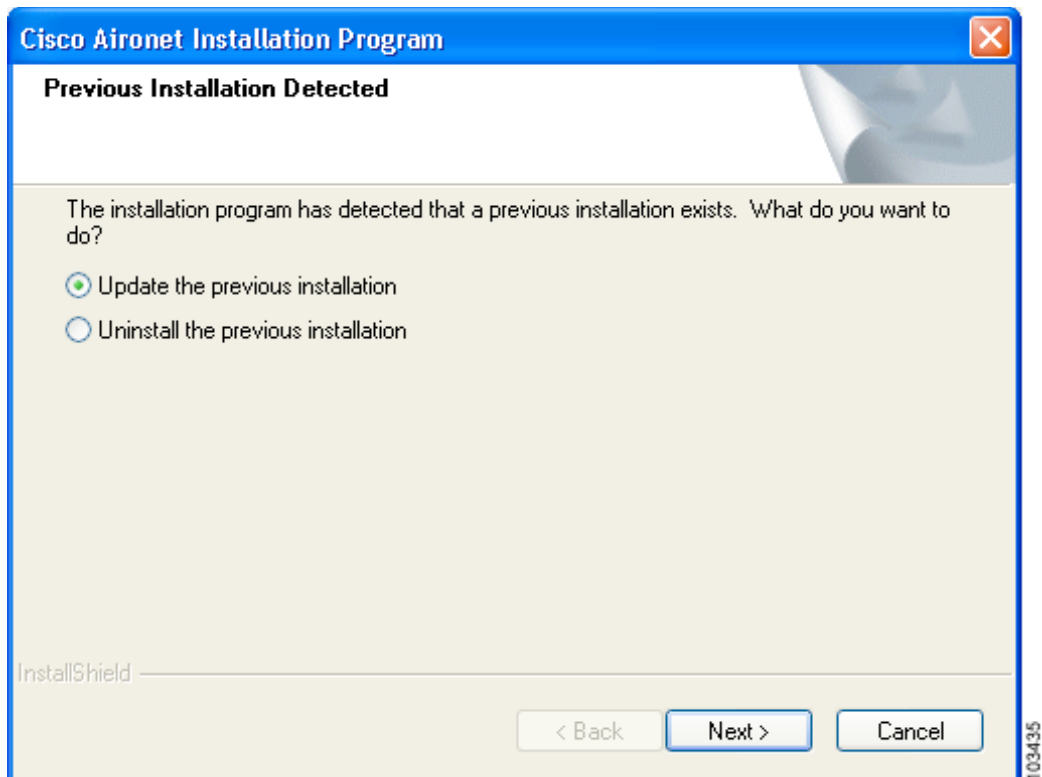 Cisco Aironet Installation Program
Previous Installation Detected
The installation program has detected that a previous installation exists. What do you want to
do?
Update the previous installation
Uninstall the previous installation
InstallShield
< Back
Next >
Cancel
103435